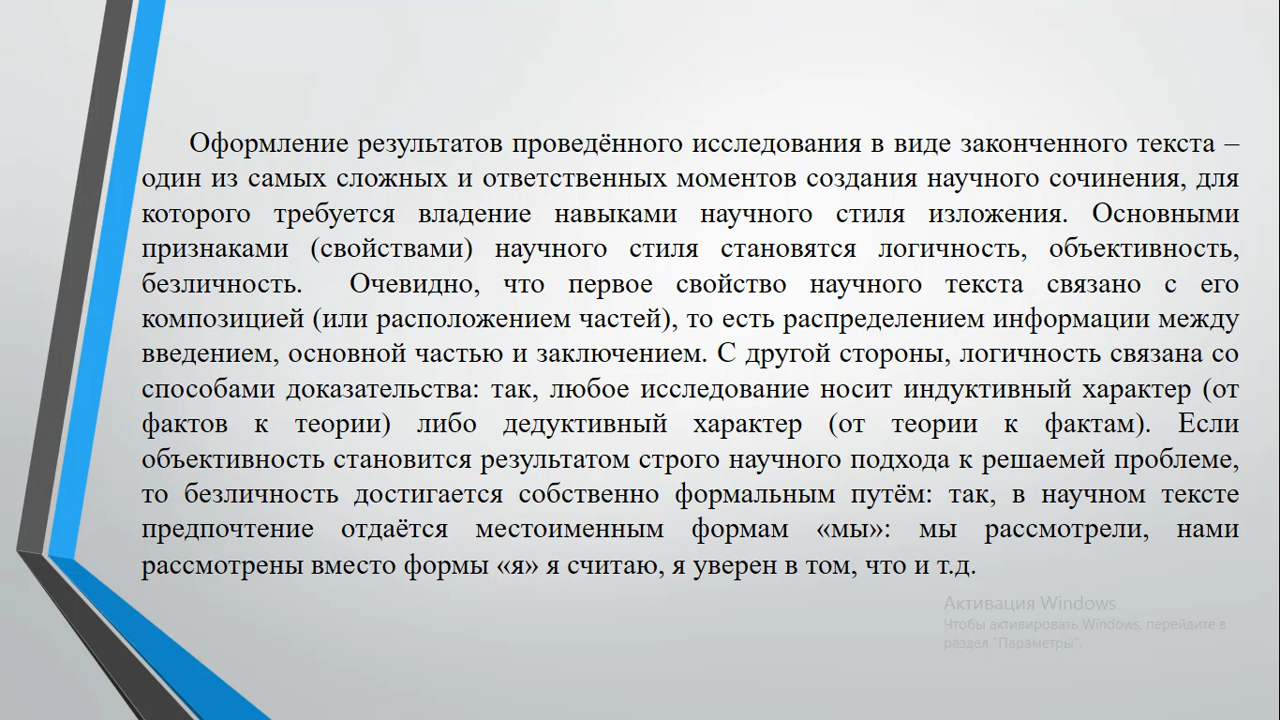 Оформление результатов проведённого исследования в виде законченного текста –
один из самых сложных и ответственных моментов создания научного сочинения, для
которого требуется владение навыками научного стиля изложения. Основными
признаками (свойствами) научного стиля становятся логичность, объективность,
безличность. Очевидно, что первое свойство научного текста связано с его
композицией (или расположением частей), то есть распределением информации между
введением, основной частью и заключением. С другой стороны, логичность связана со
способами доказательства: так, любое исследование носит индуктивный характер (от
фактов к теории) либо дедуктивный характер (от теории к фактам). Если
объективность становится результатом строго научного подхода к решаемей проблеме,
то безличность достигается собственно формальным путём: так, в научном тексте
предпочтение отдаётся местоименным формам «мы»: мы рассмотрели, нами
рассмотрены вместо формы «я» я считаю, я уверен в том, что и т.д.
Активация Windows
Чтобы активировать Windows, перейдите в
раздел "Параметры".